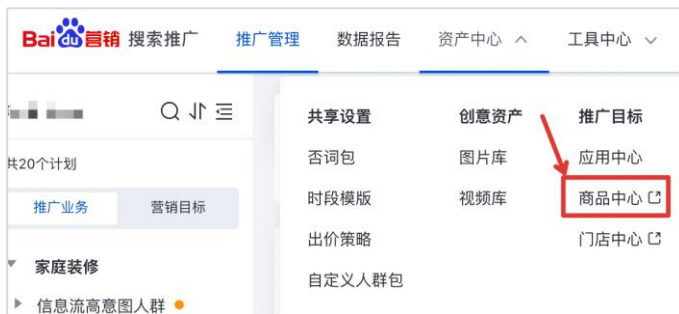 Bai du 营销 搜索推广 推广管理 数据报告 资产中心 工具中心
共20个计划
推广业务 营销目标
家庭装修
信息流高意图人群
共享设置 创意资产 推广目标
否词包 图片库 应用中心
时段模版 视频库 商品中心
出价策略 门店中心
自定义人群包